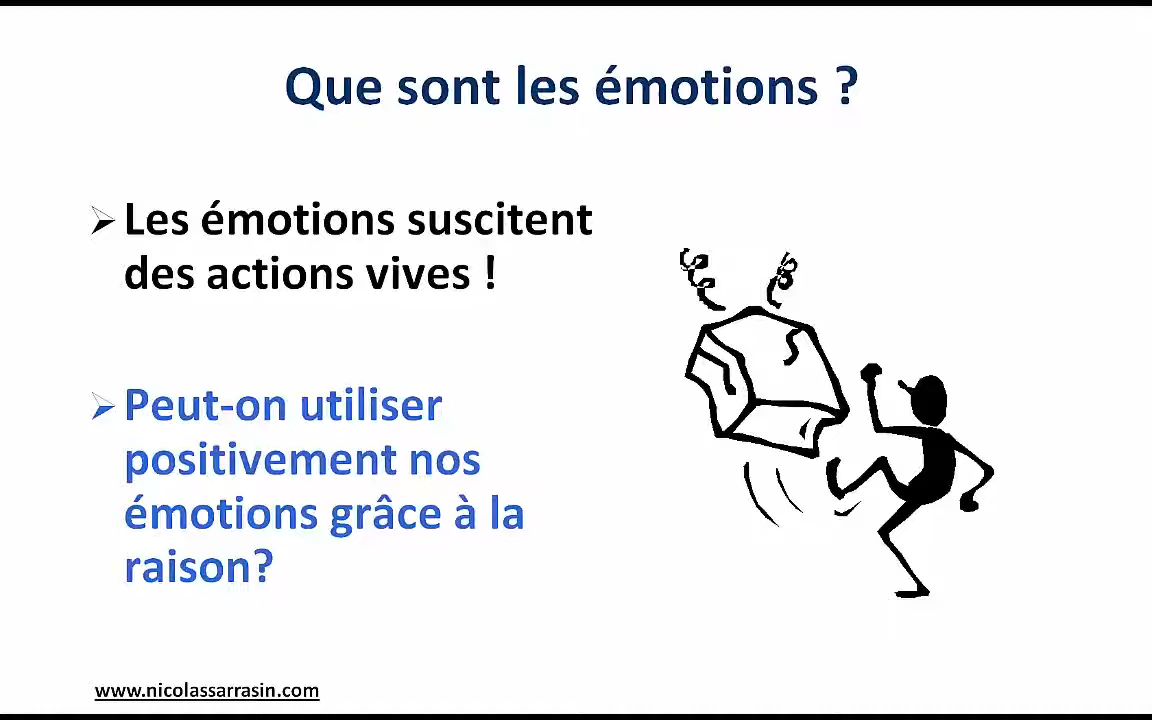 Que sont les émotions ?
Les émotions suscitent
des actions vives !
Peut-on utiliser
positivement nos
émotions grâce à la
raison?
www.nicolassarrasin.com